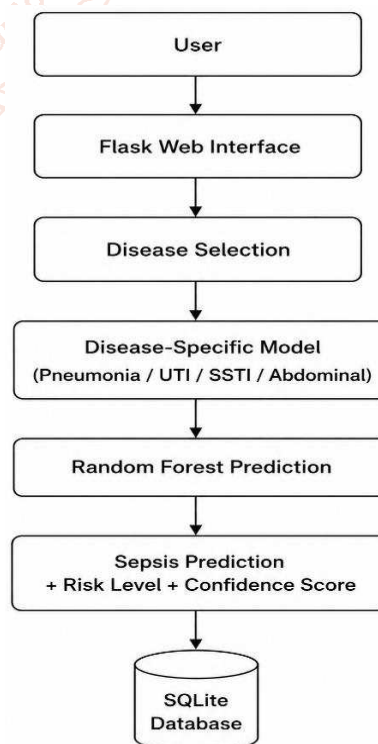 User
Flask Web Interface
Disease Selection
Disease-Specific Model
(Pneumonia / UTI / SSTI / Abdominal)
Random Forest Prediction
Sepsis Prediction
+ Risk Level + Confidence Score
SQLite
Database